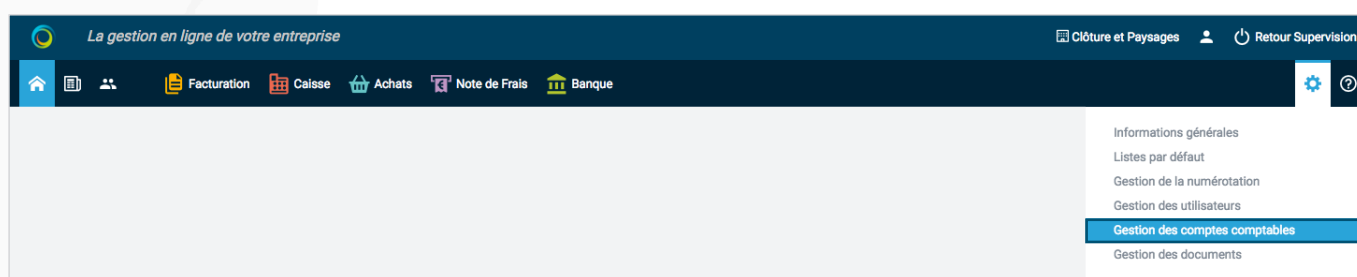 La gestion en ligne de votre entreprise
Clôture et Paysages Retour Supervision
Facturation Caisse Achats Note de Frais Banque
Informations générales
Listes par défaut
Gestion de la numérotation
Gestion des utilisateurs
Gestion des comptes comptables
Gestion des documents